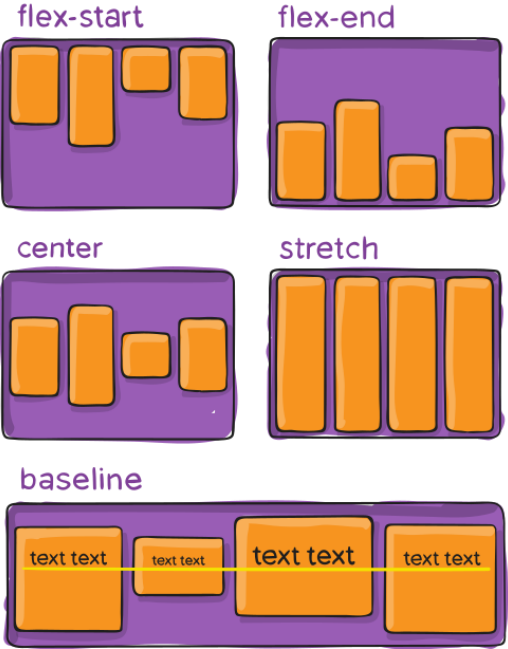 flex-start
flex-end
center
stretch
baseline
text text
text text
text text
text text